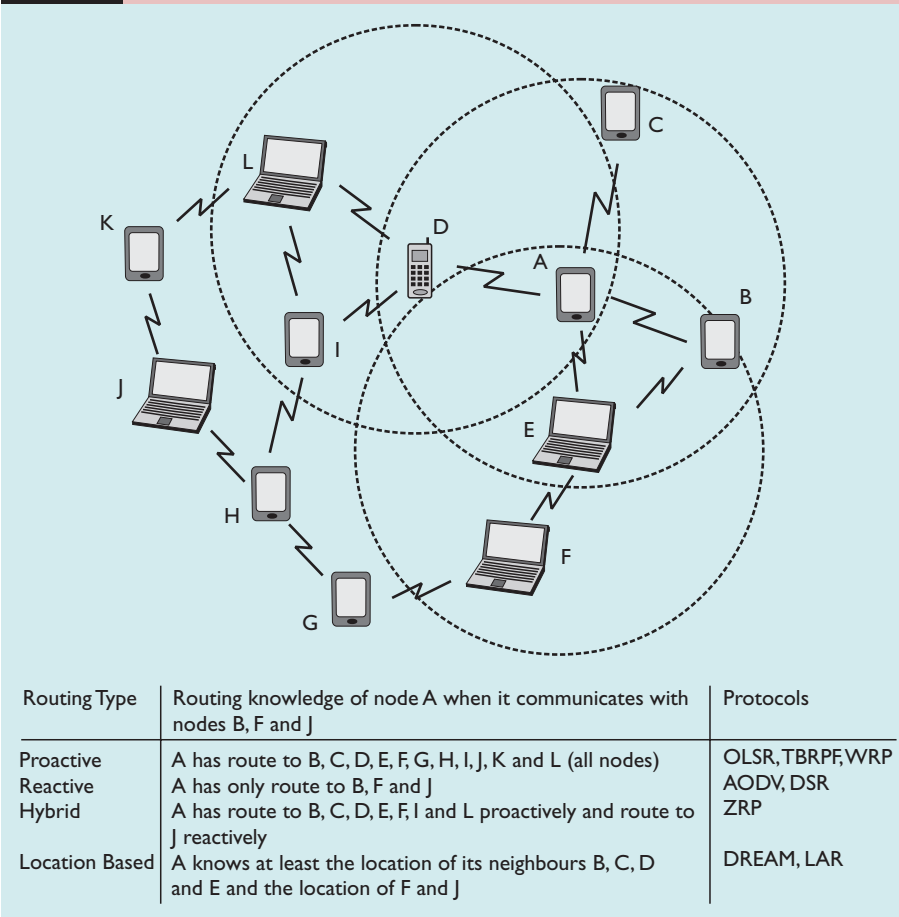 C
L
D
K
A
B
I
J
E
H
F
G
Routing Type
Routing knowledge of node A when it communicates with
nodes B, F and J
Protocols
Proactive
A has route to B, C, D, E, F, G, H, I, J, K and L (all nodes)
OLSR, TBRPF, WRP
Reactive
A has only route to B, F and J
AODV, DSR
Hybrid
A has route to B, C, D, E, F, I and L proactively and route to
J reactively
ZRP
Location Based
A knows at least the location of its neighbours B, C, D
and E and the location of F and J
DREAM, LAR